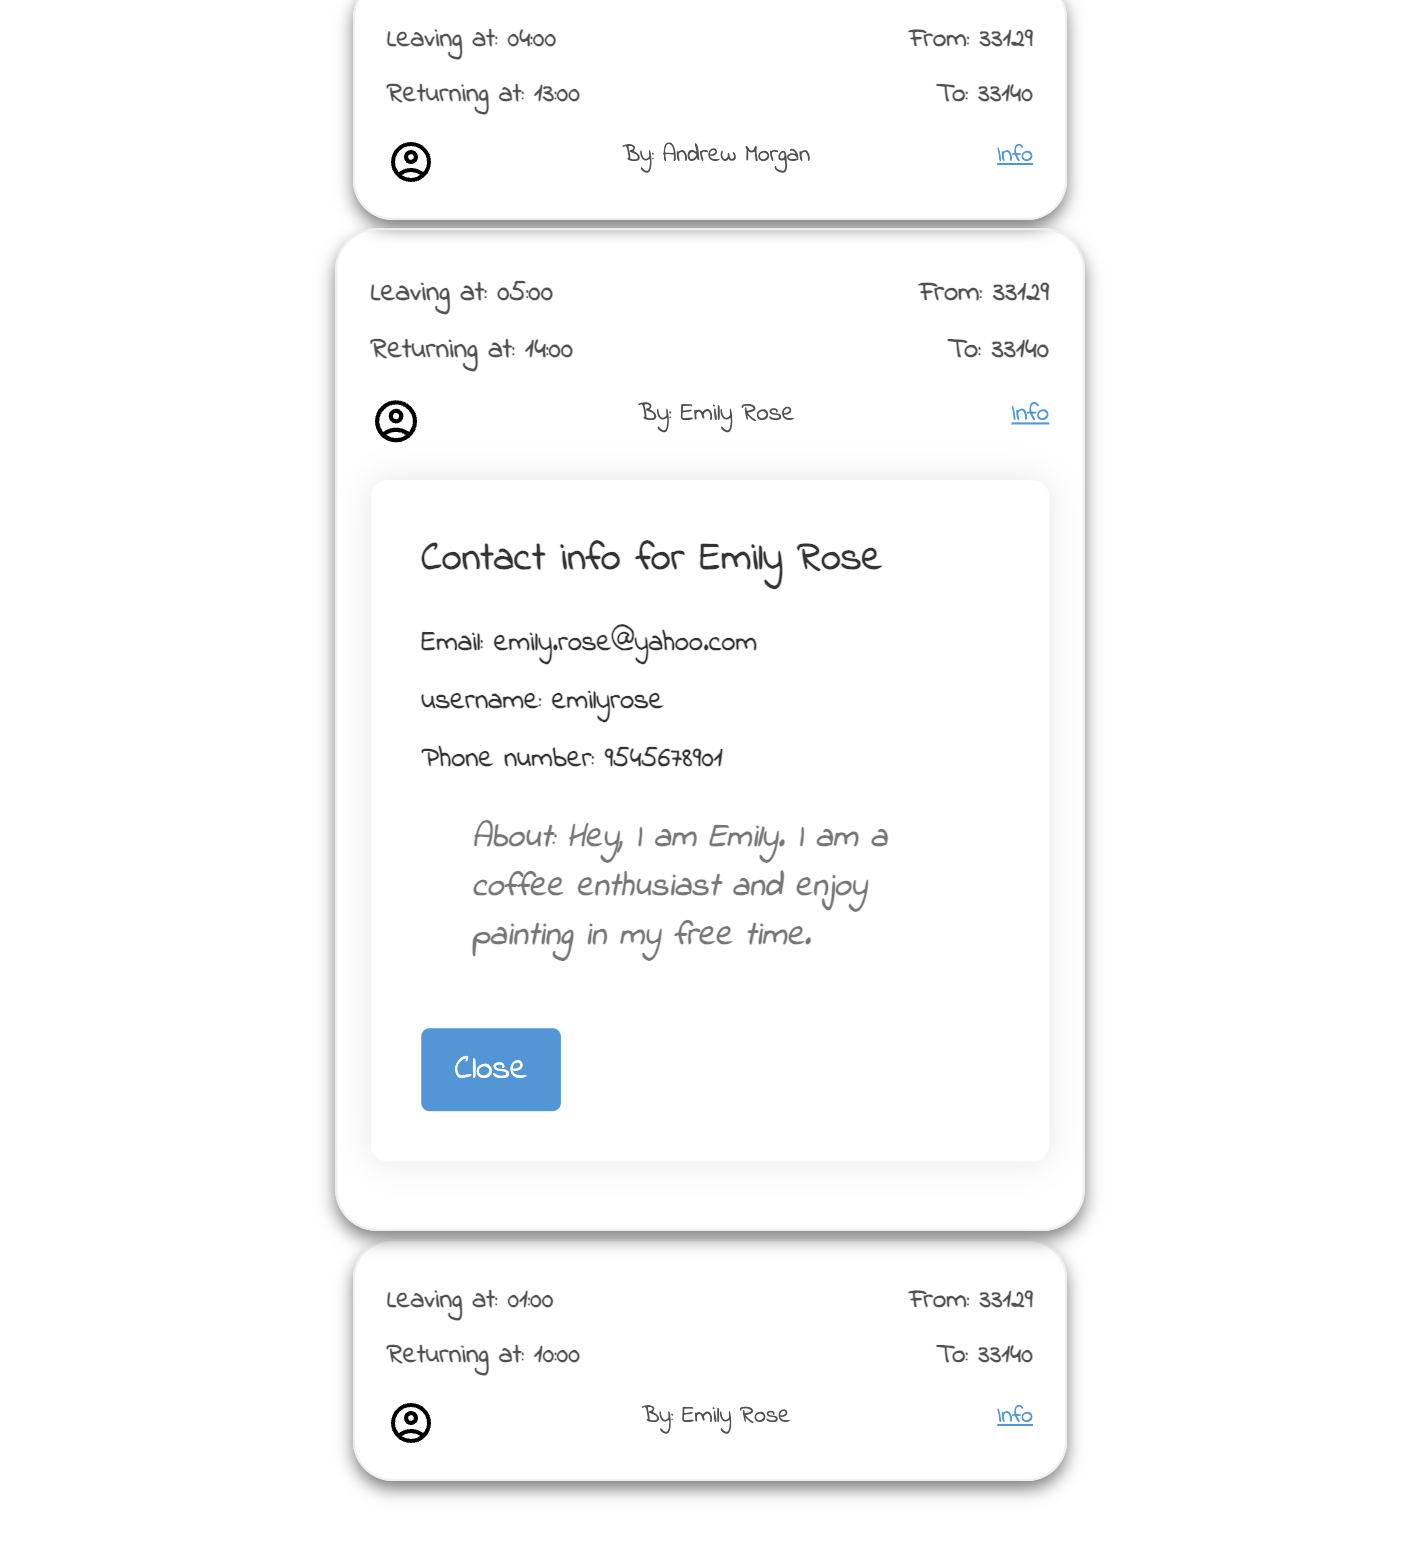 Leaving at: 04:00 From: 33129
Returning at: 13:00 To: 33140
By: Andrew Morgan Info
Leaving at: 05:00 From: 33129
Returning at: 14:00 To: 33140
By: Emily Rose Info
Contact info for Emily Rose
Email: emily.rose@yahoo.com
username: emilyrose
Phone number: 9545678901
About: Hey, I am Emily. I am a
coffee enthusiast and enjoy
painting in my free time.
Close
Leaving at: 01:00 From: 33129
Returning at: 10:00 To: 33140
By: Emily Rose Info